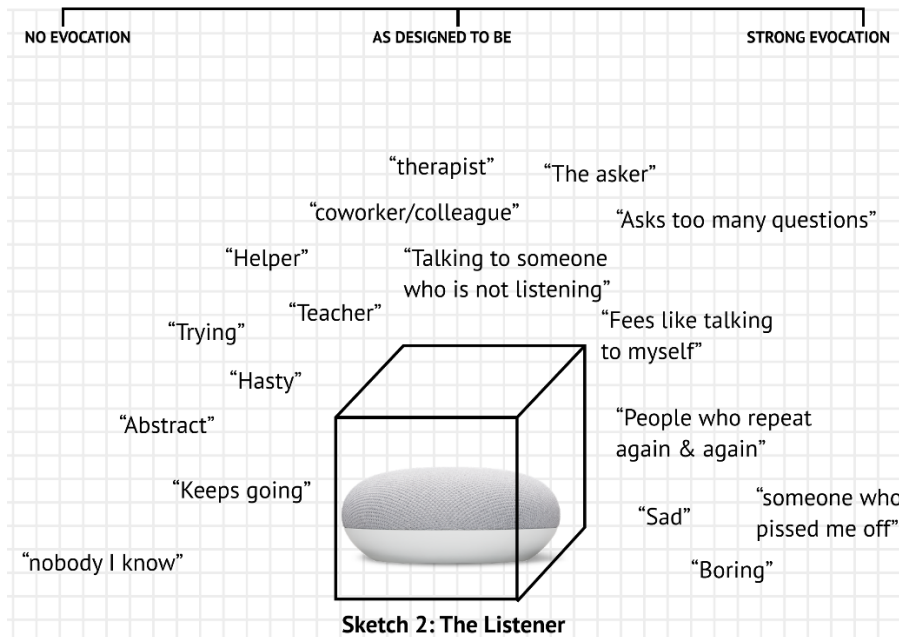 NO EVOCATION
AS DESIGNED TO BE
STRONG EVOCATION
“therapist”
“The asker”
“coworker/colleague”
“Asks too many questions”
“Helper”
“Talking to someone
who is not listening”
“Teacher”
“Trying”
“Fees like talking
to myself”
“Hasty”
“Abstract”
“People who repeat
again & again”
“Keeps going”
“Sad”
“someone who
pissed me off”
“nobody I know”
“Boring”
Sketch 2: The Listener